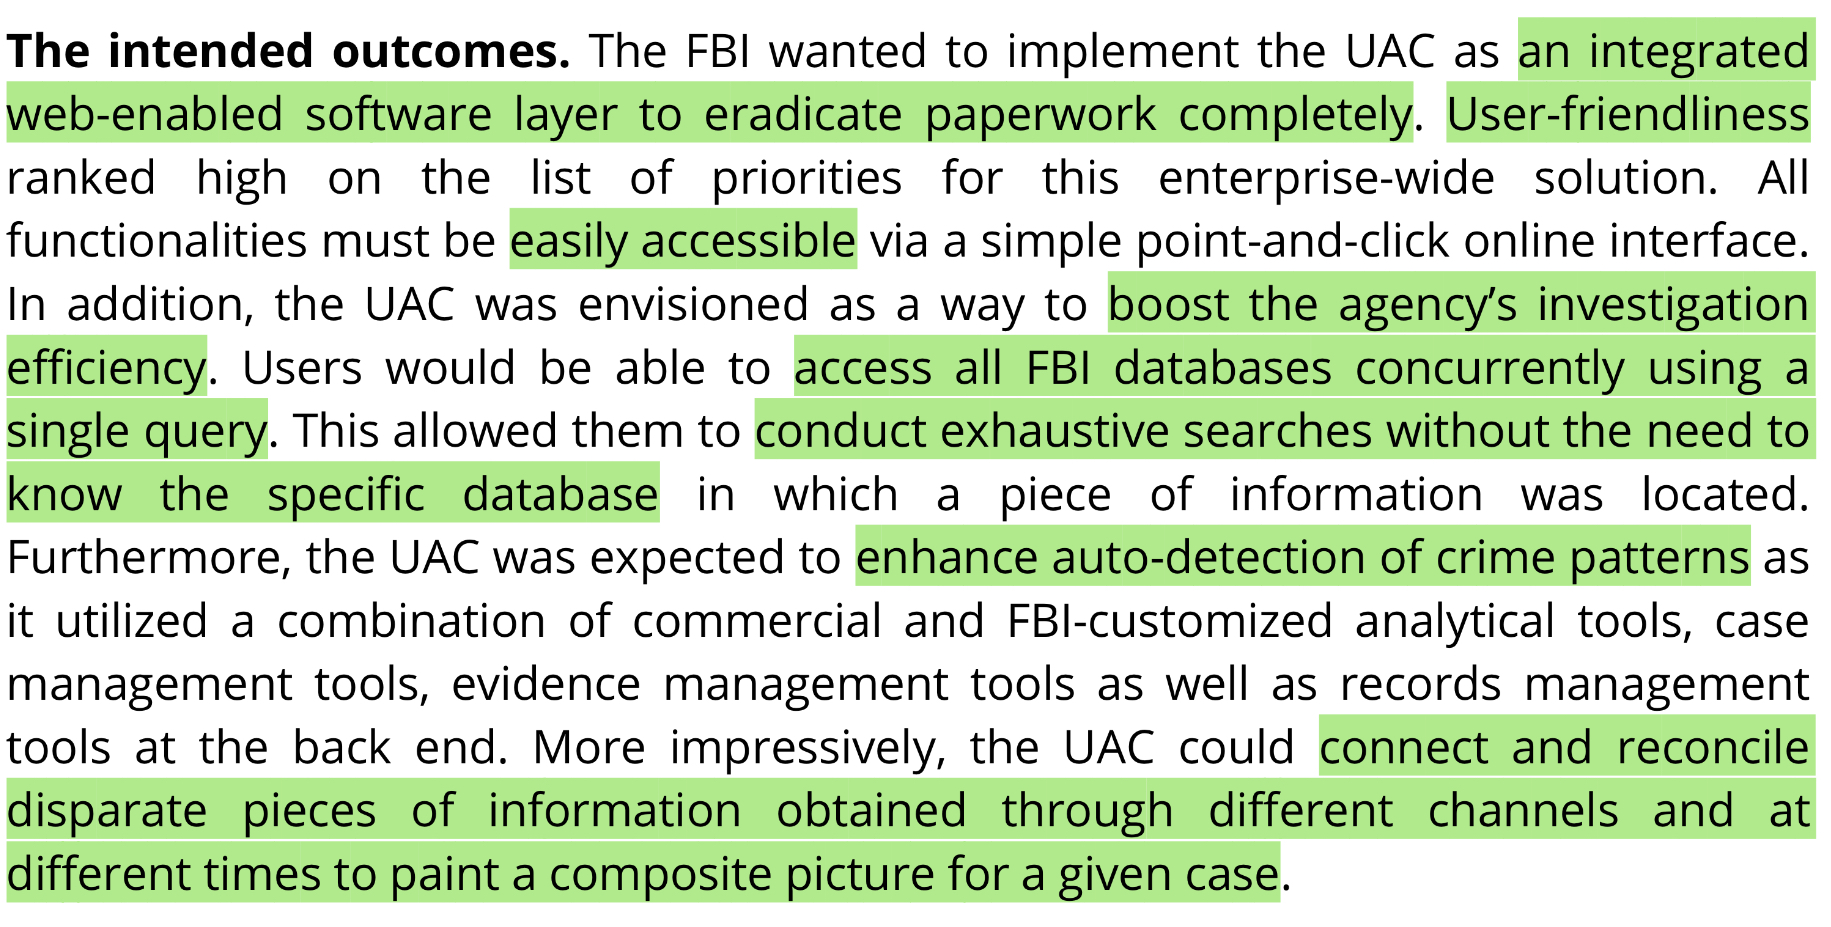 The intended outcomes. The FBI wanted to implement the UAC as an integrated
web-enabled software layer to eradicate paperwork completely. User-friendliness
ranked high on the list of priorities for this enterprise-wide solution. All
functionalities must be easily accessible via a simple point-and-click online interface.
In addition, the UAC was envisioned as a way to boost the agency’s investigation
efficiency. Users would be able to access all FBI databases concurrently using a
single query. This allowed them to conduct exhaustive searches without the need to
know the specific database in which a piece of information was located.
Furthermore, the UAC was expected to enhance auto-detection of crime patterns as
it utilized a combination of commercial and FBI-customized analytical tools, case
management tools, evidence management tools as well as records management
tools at the back end. More impressively, the UAC could connect and reconcile
disparate pieces of information obtained through different channels and at
different times to paint a composite picture for a given case.